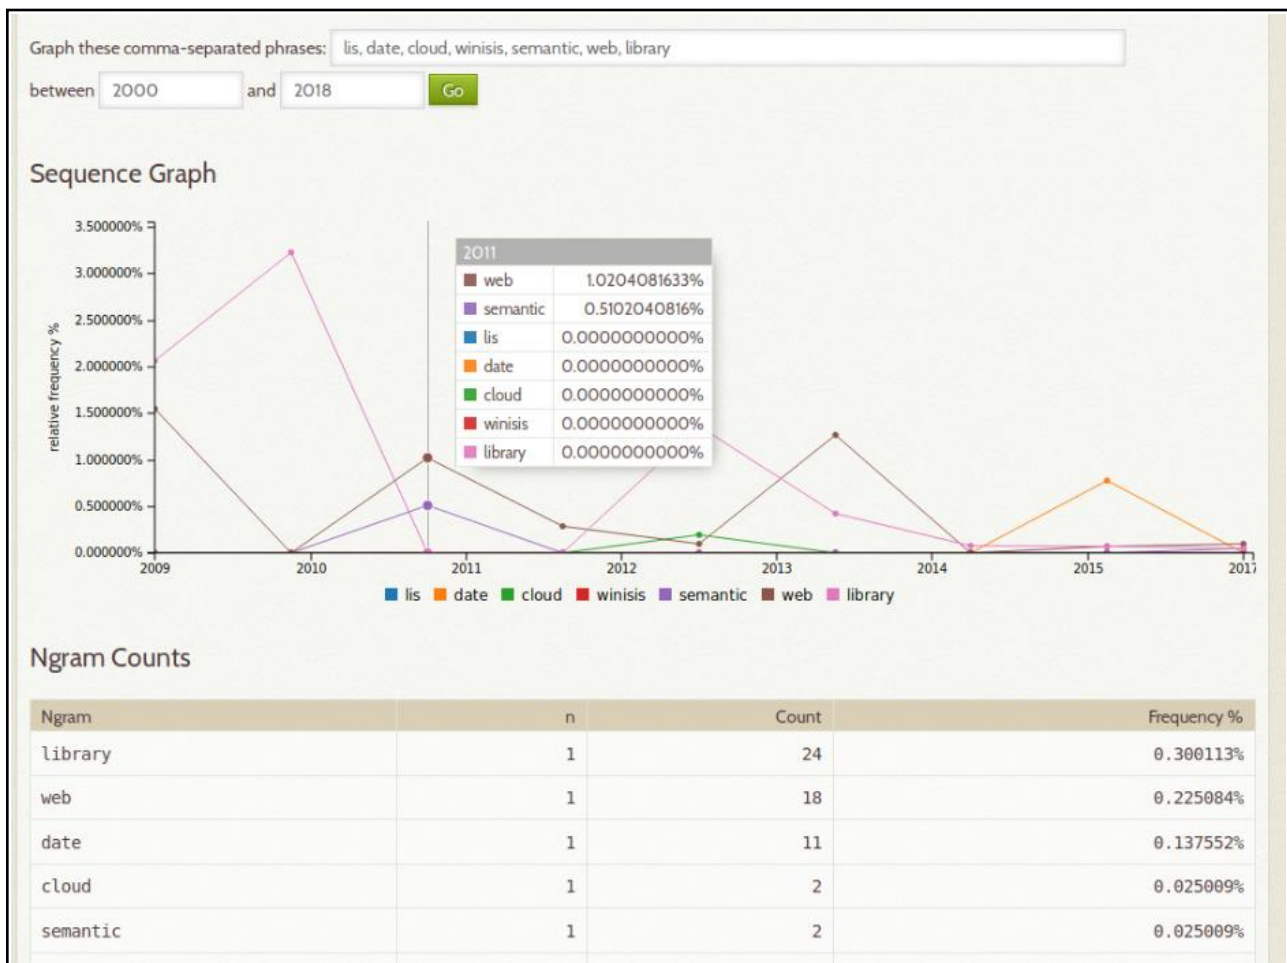 Graph these comma-separated phrases: lis, date, cloud, winisis, semantic, web, library
between 2000 and 2018 Go
Sequence Graph
3.500000%
3.000000%
2.500000%
2.000000%
1.500000%
1.000000%
0.500000%
0.000000%
relative frequency %
2011
web 1.0204081633%
semantic 0.5102040816%
lis 0.0000000000%
date 0.0000000000%
cloud 0.0000000000%
winisis 0.0000000000%
library 0.0000000000%
2009 2010 2011 2012 2013 2014 2015 2017
lis date cloud winisis semantic web library
Ngram Counts
Ngram n Count Frequency %
library 1 24 0.300113%
web 1 18 0.225084%
date 1 11 0.137552%
cloud 1 2 0.025009%
semantic 1 2 0.025009%